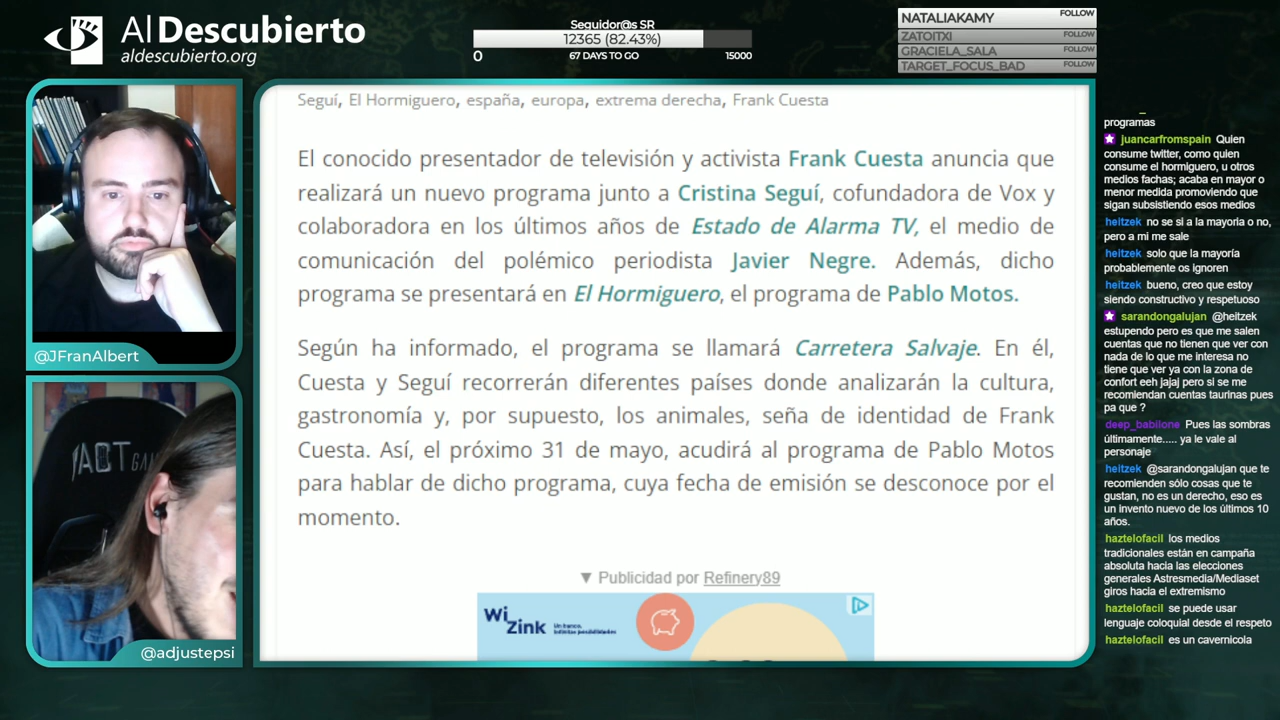 Al Descubierto
aldescubierto.org
Seguidor@s SR
12365 (82.43%)
0 67 DAYS TO GO 15000
NATALIAKAMY FOLLOW
ZATOITXI FOLLOW
GRACIELA_SALA FOLLOW
TARGET_FOCUS_BAD FOLLOW
@JFranAlbert
@adjustepsi
Seguí, El Hormiguero, españa, europa, extrema derecha, Frank Cuesta
El conocido presentador de televisión y activista Frank Cuesta anuncia que
realizará un nuevo programa junto a Cristina Seguí, cofundadora de Vox y
colaboradora en los últimos años de Estado de Alarma TV, el medio de
comunicación del polémico periodista Javier Negre. Además, dicho
programa se presentará en El Hormiguero, el programa de Pablo Motos.
Según ha informado, el programa se llamará Carretera Salvaje. En él,
Cuesta y Seguí recorrerán diferentes países donde analizarán la cultura,
gastronomía y, por supuesto, los animales, seña de identidad de Frank
Cuesta. Así, el próximo 31 de mayo, acudirá al programa de Pablo Motos
para hablar de dicho programa, cuya fecha de emisión se desconoce por el
momento.
▼ Publicidad por Refinery89
Wi
Zink
Un banco.
Infinitas posibilidades
programas
juancarfromspain Quien
consume twitter, como quien
consume el hormiguero, u otros
medios fachas; acaba en mayor o
menor medida promoviendo que
sigan subsistiendo esos medios
heitzek no se si a la mayoria o no,
pero a mi me sale
heitzek solo que la mayoría
probablemente os ignoren
heitzek bueno, creo que estoy
siendo constructivo y respetuoso
sarandongalujan @heitzek
estupendo pero es que me salen
cuentas que no tienen que ver con
nada de lo que me interesa no
tiene que ver ya con la zona de
confort eeh jajaj pero si se me
recomiendan cuentas taurinas pues
pa que ?
deep_babilone Pues las sombras
últimamente..... ya le vale al
personaje
heitzek @sarandongalujan que te
recomienden sólo cosas que te
gustan, no es un derecho, eso es
un invento nuevo de los últimos 10
años.
haztelofacil los medios
tradicionales están en campaña
absoluta hacia las elecciones
generales Astresmedia/Mediaset
giros hacia el extremismo
haztelofacil se puede usar
lenguaje coloquial desde el respeto
haztelofacil es un cavernicola